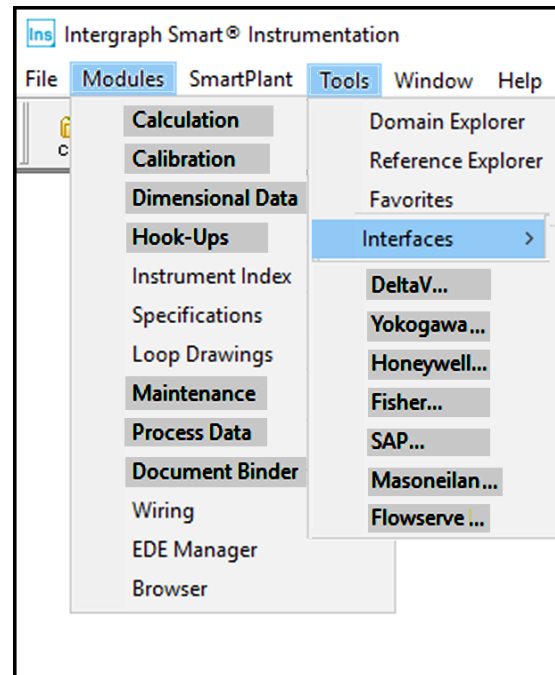 Ins Intergraph Smart® Instrumentation
File Modules SmartPlant Tools Window Help
C
Calculation
Calibration
Dimensional Data
Hook-Ups
Instrument Index
Specifications
Loop Drawings
Maintenance
Process Data
Document Binder
Wiring
EDE Manager
Browser
Domain Explorer
Reference Explorer
Favorites
Interfaces >
DeltaV...
Yokogawa...
Honeywell...
Fisher...
SAP...
Masoneilan...
Flowserve ...